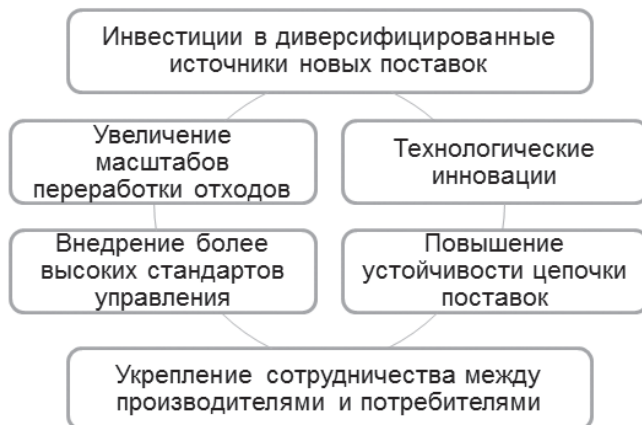 Инвестиции в диверсифицированные
источники новых поставок
Увеличение
масштабов
переработки отходов
Технологические
инновации
Внедрение более
высоких стандартов
управления
Повышение
устойчивости цепочки
поставок
Укрепление сотрудничества между
производителями и потребителями